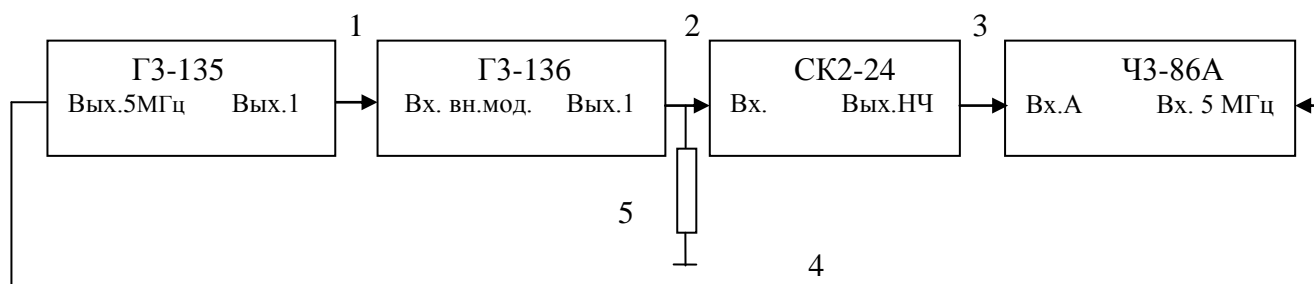 1 2 3
Г3-135 Г3-136 СК2-24 Ч3-86А
Вых.5МГц Вых.1 Вх. вн.мод. Вых.1 Вх. Вых.НЧ Вх.А Вх. 5 МГц
5
4